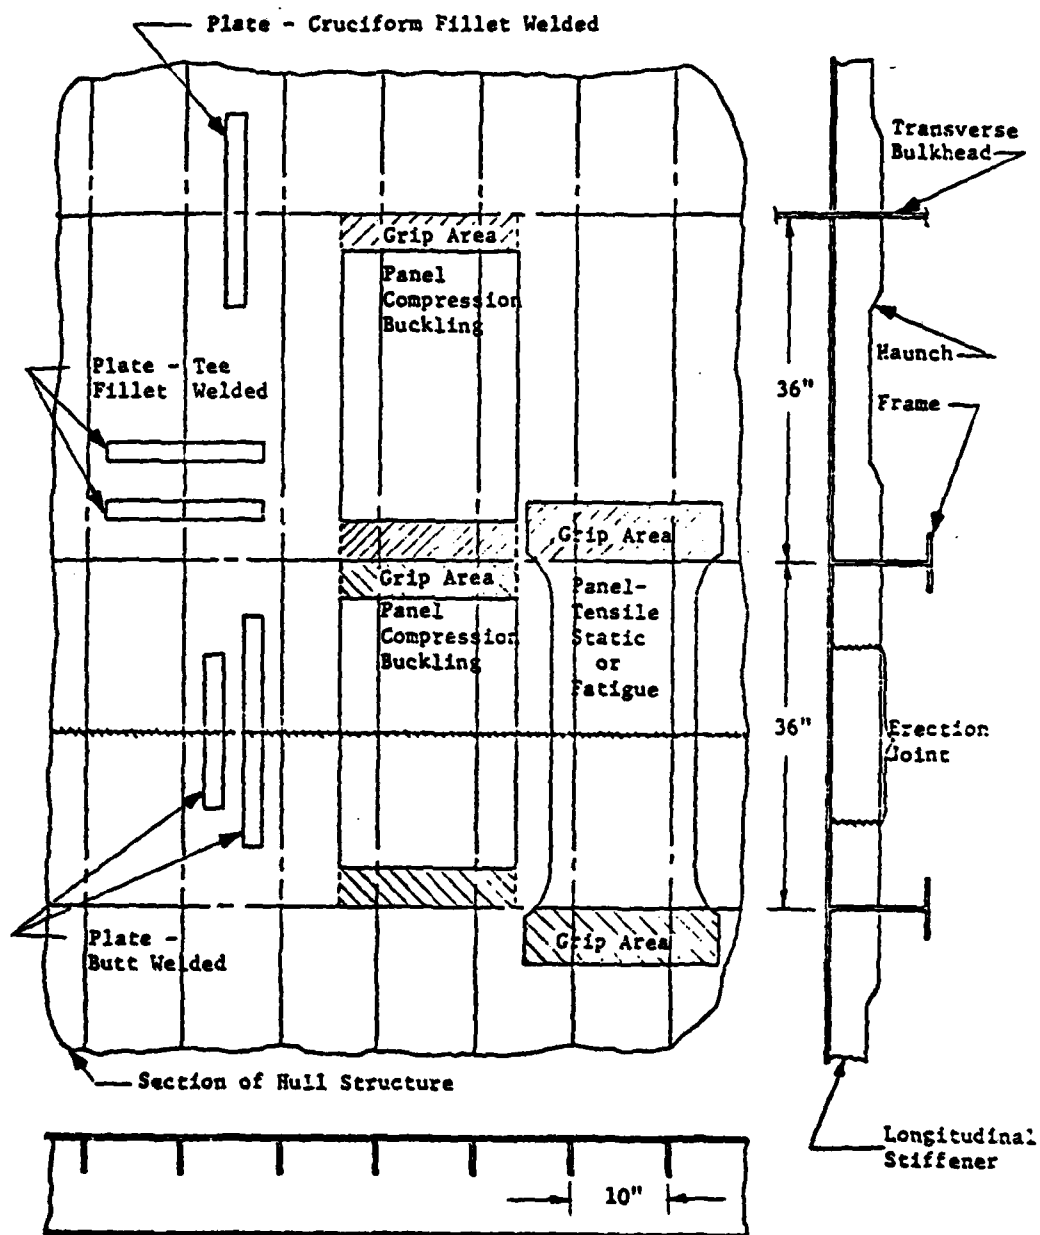 Plate - Cruciform Fillet Welded
Transverse
Bulkhead
Grip Area
Panel
Compression
Buckling
Haunch
36"
Plate - Tee
Fillet Welded
Frame
Grip Area
Grip Area
Panel-
Tensile
Static
or
Fatigue
Panel
Compression
Buckling
36"
Erection
Joint
Plate -
Butt Welded
Grip Area
Section of Hull Structure
Longitudinal
Stiffener
10"